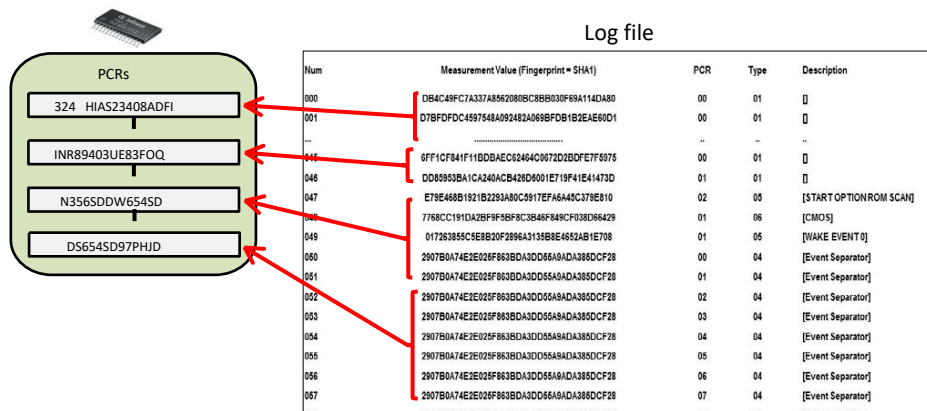 Infineon
Log file
PCRs
324 HIAS23408ADFI
INR89403UE83FOQ
N356SDDW654SD
DS654SD97PHJD
Num Measurement Value (Fingerprint = SHA1) PCR Type Description
000 DB4C49FC7A337A8562080BC8BB030F69A114DA80 00 01 []
001 D7BFDFDC4597548A092482A069BFDB1B2EAE60D1 00 01 []
... ...................................... .. .. ...
045 6FF1CF841F11BDBAEC62464C0672D2BDFE7F5975 00 01 []
046 DD85953BA1CA240ACB426D6001E719F41E41473D 01 01 []
047 E79E468B1921B2293A80C5917EFA6A45C379E810 02 05 [START OPTION ROM SCAN]
048 7768CC191DA2BF9F5BF8C3B46F849CF038D66429 01 06 [CMOS]
049 017263855C5E8B20F2896A3135B8E4652AB1E708 01 05 [WAKE EVENT 0]
050 2907B0A74E2E025F863BDA3DD55A9ADA385DCF28 00 04 [Event Separator]
051 2907B0A74E2E025F863BDA3DD55A9ADA385DCF28 01 04 [Event Separator]
052 2907B0A74E2E025F863BDA3DD55A9ADA385DCF28 02 04 [Event Separator]
053 2907B0A74E2E025F863BDA3DD55A9ADA385DCF28 03 04 [Event Separator]
054 2907B0A74E2E025F863BDA3DD55A9ADA385DCF28 04 04 [Event Separator]
055 2907B0A74E2E025F863BDA3DD55A9ADA385DCF28 05 04 [Event Separator]
056 2907B0A74E2E025F863BDA3DD55A9ADA385DCF28 06 04 [Event Separator]
057 2907B0A74E2E025F863BDA3DD55A9ADA385DCF28 07 04 [Event Separator]